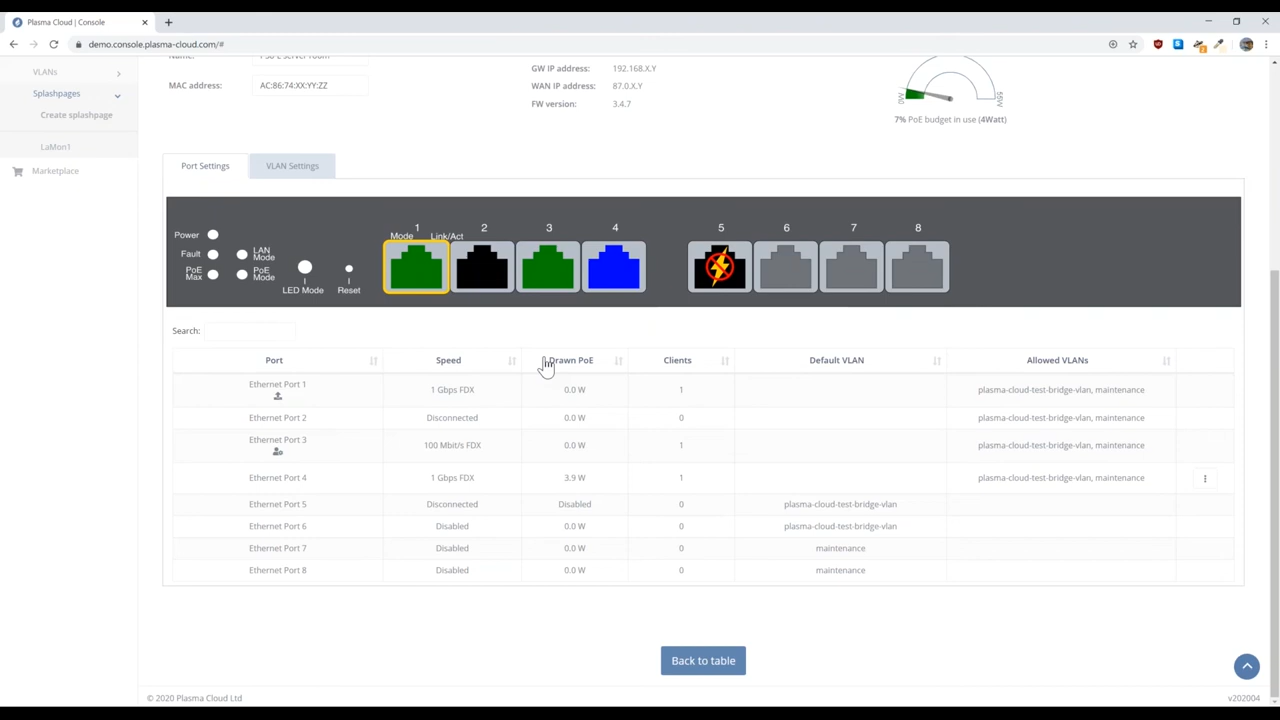 Plasma Cloud | Console
demo.console.plasma-cloud.com/#
VLANs
Splashpages
Create splashpage
LaMon1
Marketplace
Name:
MAC address: AC:86:74:XX:YY:ZZ
GW IP address: 192.168.X.Y
WAN IP address: 87.0.X.Y
FW version: 3.4.7
0W 55W
7% PoE budget in use (4Watt)
Port Settings VLAN Settings
1 2 3 4 5 6 7 8
Mode Link/Act
Power
Fault
PoE Max
LAN Mode
PoE Mode
LED Mode
Reset
Search:
Port Speed Drawn PoE Clients Default VLAN Allowed VLANs
Ethernet Port 1 1 Gbps FDX 0.0 W 1 plasma-cloud-test-bridge-vlan, maintenance
Ethernet Port 2 Disconnected 0.0 W 0 plasma-cloud-test-bridge-vlan, maintenance
Ethernet Port 3 100 Mbit/s FDX 0.0 W 1 plasma-cloud-test-bridge-vlan, maintenance
Ethernet Port 4 1 Gbps FDX 3.9 W 1 plasma-cloud-test-bridge-vlan, maintenance
Ethernet Port 5 Disconnected Disabled 0 plasma-cloud-test-bridge-vlan
Ethernet Port 6 Disabled 0.0 W 0 plasma-cloud-test-bridge-vlan
Ethernet Port 7 Disabled 0.0 W 0 maintenance
Ethernet Port 8 Disabled 0.0 W 0 maintenance
Back to table
© 2020 Plasma Cloud Ltd
v202004